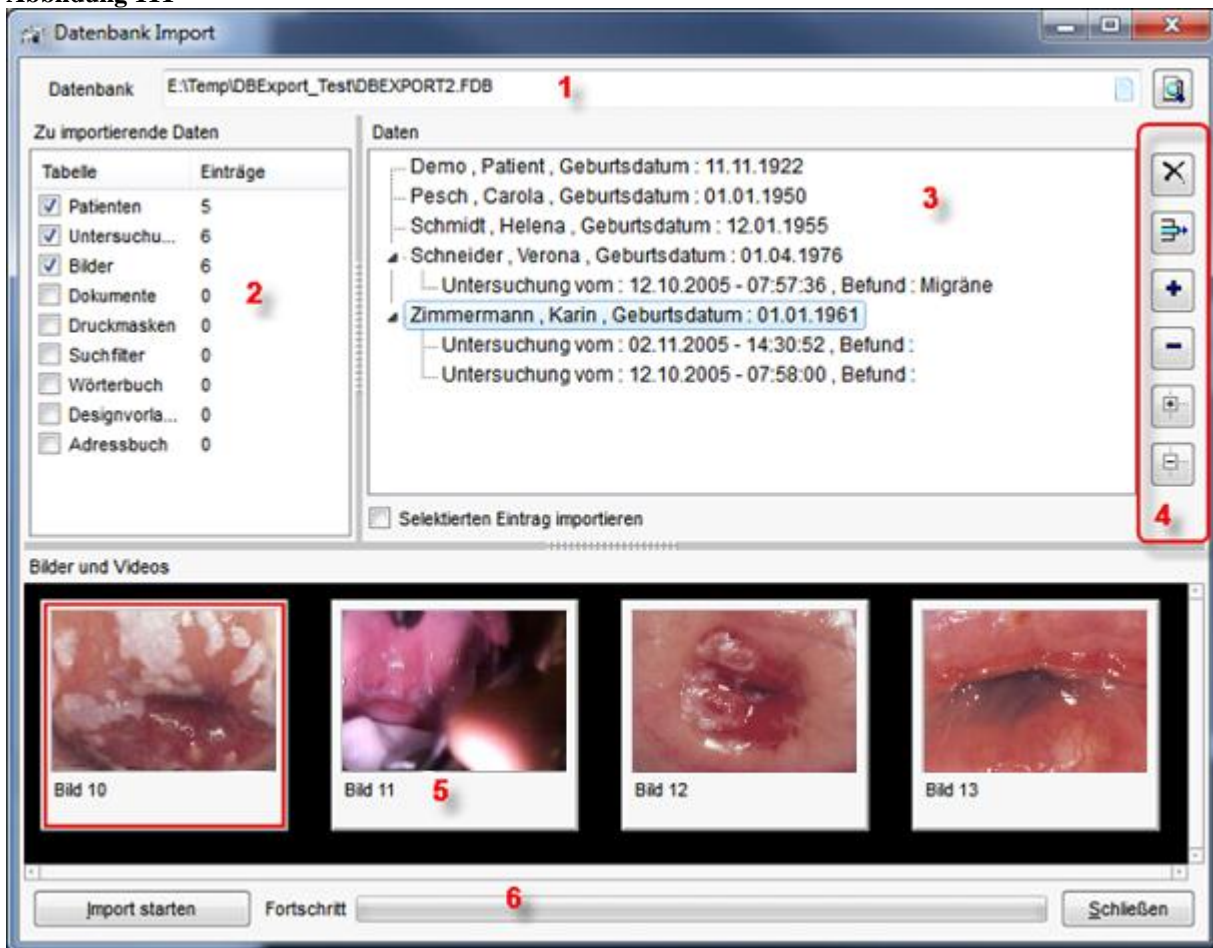 Abbildung 111
Datenbank Import
Datenbank E:\Temp\DBExport_Test\DBEXPORT2.FDB 1
Zu importierende Daten
Tabelle Einträge
Patienten 5
Untersuchu... 6
Bilder 6
Dokumente 0
2
Druckmasken 0
Suchfilter 0
Wörterbuch 0
Designvorla... 0
Adressbuch 0
Daten
Demo , Patient , Geburtsdatum : 11.11.1922
Pesch , Carola , Geburtsdatum : 01.01.1950
3
Schmidt , Helena , Geburtsdatum : 12.01.1955
Schneider , Verona , Geburtsdatum : 01.04.1976
Untersuchung vom : 12.10.2005 - 07:57:36 , Befund : Migräne
Zimmermann , Karin , Geburtsdatum : 01.01.1961
Untersuchung vom : 02.11.2005 - 14:30:52 , Befund :
Untersuchung vom : 12.10.2005 - 07:58:00 , Befund :
Selektierten Eintrag importieren
4
Bilder und Videos
Bild 10
Bild 11 5
Bild 12
Bild 13
Import starten Fortschritt 6 Schließen